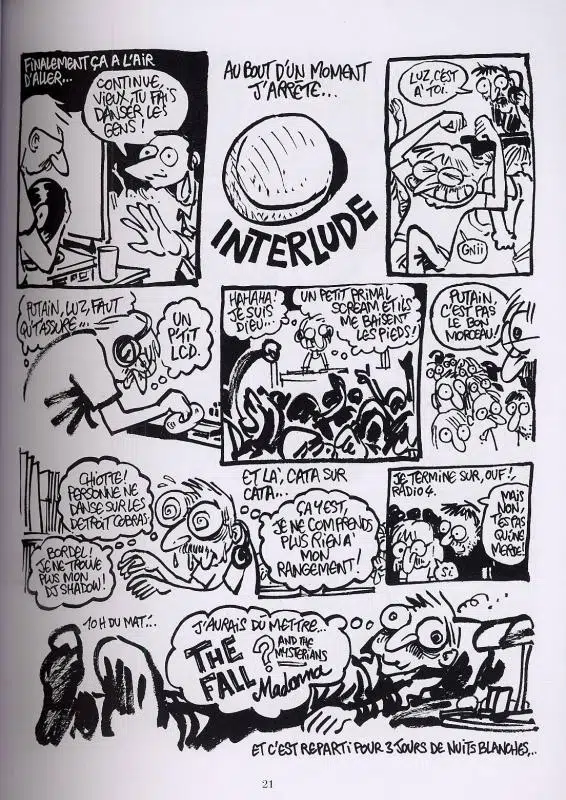 FINALEMENT ÇA A L'AIR
D'ALLER...
CONTINUE,
VIEUX, TU FAIS
DANSER LES
GENS !
AU BOUT D'UN MOMENT
J'ARRÊTE...
INTERLUDE
LUZ, C'EST
À TOI.
GNII
PUTAIN, LUZ, FAUT
QU'T'ASSURE...
UN
P'TIT
LCD.
HAHAHA !
JE SUIS
DIEU...
UN PETIT PRIMAL
SCREAM ET ILS
ME BAISENT
LES PIEDS !
PUTAIN,
C'EST PAS
LE BON
MORCEAU !
CHIOTTE !
PERSONNE NE
DANSE SUR LES
DETROIT COBRAS.
BORDEL !
JE NE TROUVE
PLUS MON
DJ SHADOW !
ET LÀ, CATA SUR
CATA...
ÇA Y EST,
JE NE COMPRENDS
PLUS RIEN À
MON
RANGEMENT !
JE TERMINE SUR, OUF !,
RADIO 4.
MAIS
NON,
T'ES PAS
QU'UNE
MERDE !
SI.
10 H DU MAT...
J'AURAIS DÛ METTRE...
THE
FALL
? AND THE
MYSTERIANS
Madonna
ET C'EST REPARTI POUR 3 JOURS DE NUITS BLANCHES...
21